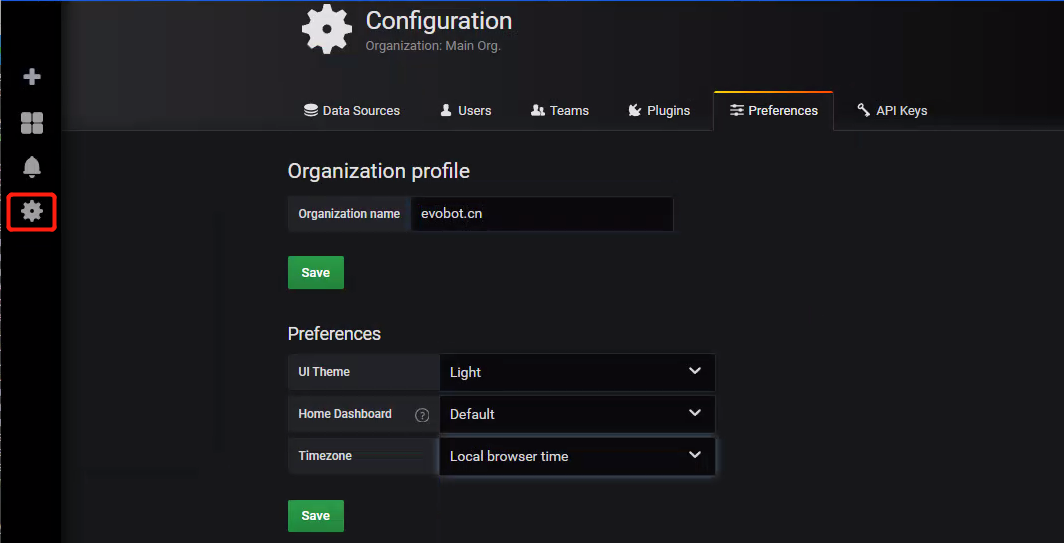 Configuration
Organization: Main Org.
Data Sources Users Teams Plugins Preferences API Keys
Organization profile
Organization name evobot.cn
Save
Preferences
UI Theme Light
Home Dashboard ? Default
Timezone Local browser time
Save